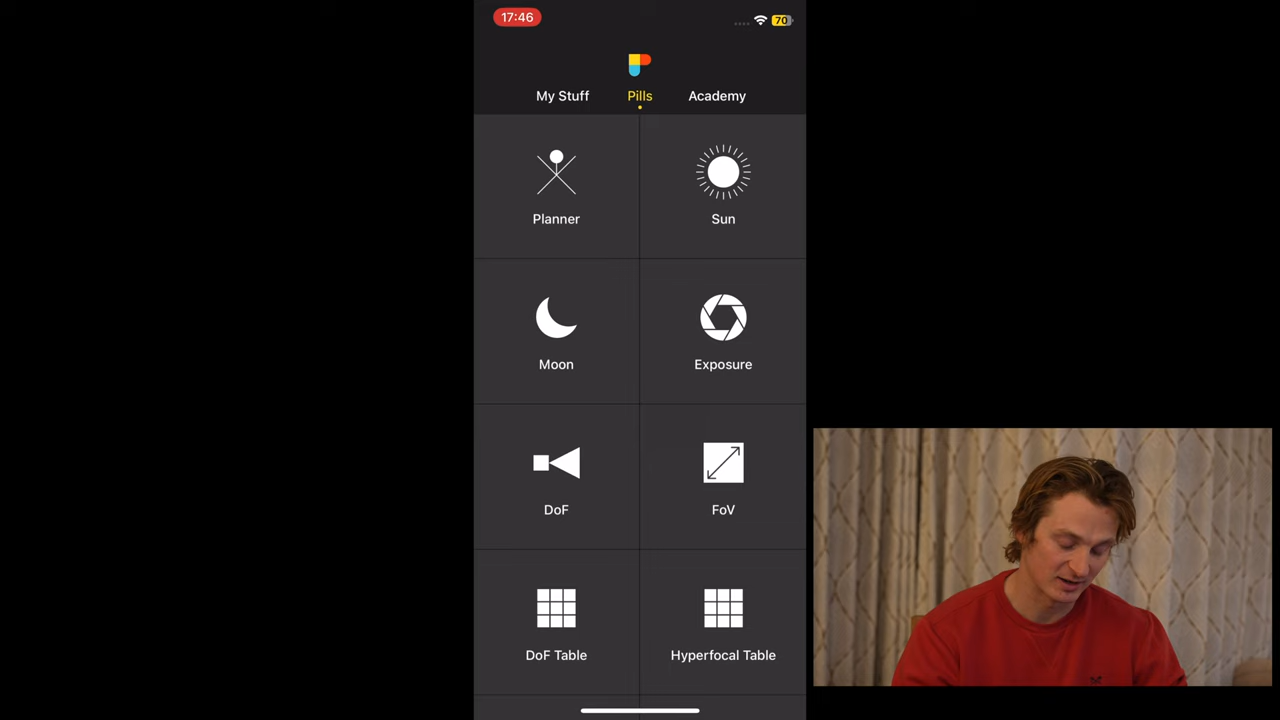 17:46
70
My Stuff
Pills
Academy
Planner
Sun
Moon
Exposure
DoF
FoV
DoF Table
Hyperfocal Table